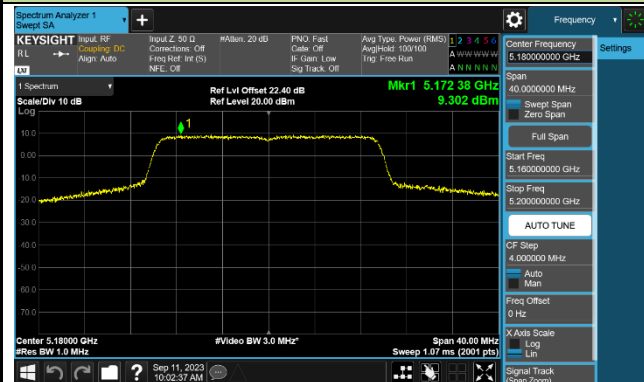 Spectrum Analyzer 1
Swept SA
+
Frequency
KEYSIGHT
RL
LXI
Input: RF
Coupling: DC
Align: Auto
Input Z: 50 Ω
Corrections: Off
Freq Ref: Int (S)
NFE: Off
#Atten: 20 dB
PNO: Fast
Gate: Off
IF Gain: Low
Sig Track: Off
Avg Type: Power (RMS)
Avg|Hold: 100/100
Trig: Free Run
1 2 3 4 5 6
A W W W W W
A N N N N N
1 Spectrum
Scale/Div 10 dB
Log
Ref Lvl Offset 22.40 dB
Ref Level 20.00 dBm
Mkr1 5.172 38 GHz
9.302 dBm
1
10.0
0.00
-10.0
-20.0
-30.0
-40.0
-50.0
-60.0
-70.0
Center 5.18000 GHz
#Res BW 1.0 MHz
#Video BW 3.0 MHz*
Span 40.00 MHz
Sweep 1.07 ms (2001 pts)
Sep 11, 2023
10:02:37 AM
Center Frequency
5.180000000 GHz
Settings
Span
40.0000000 MHz
Swept Span
Zero Span
Full Span
Start Freq
5.160000000 GHz
Stop Freq
5.200000000 GHz
AUTO TUNE
CF Step
4.000000 MHz
Auto
Man
Freq Offset
0 Hz
X Axis Scale
Log
Lin
Signal Track
(Span Zoom)